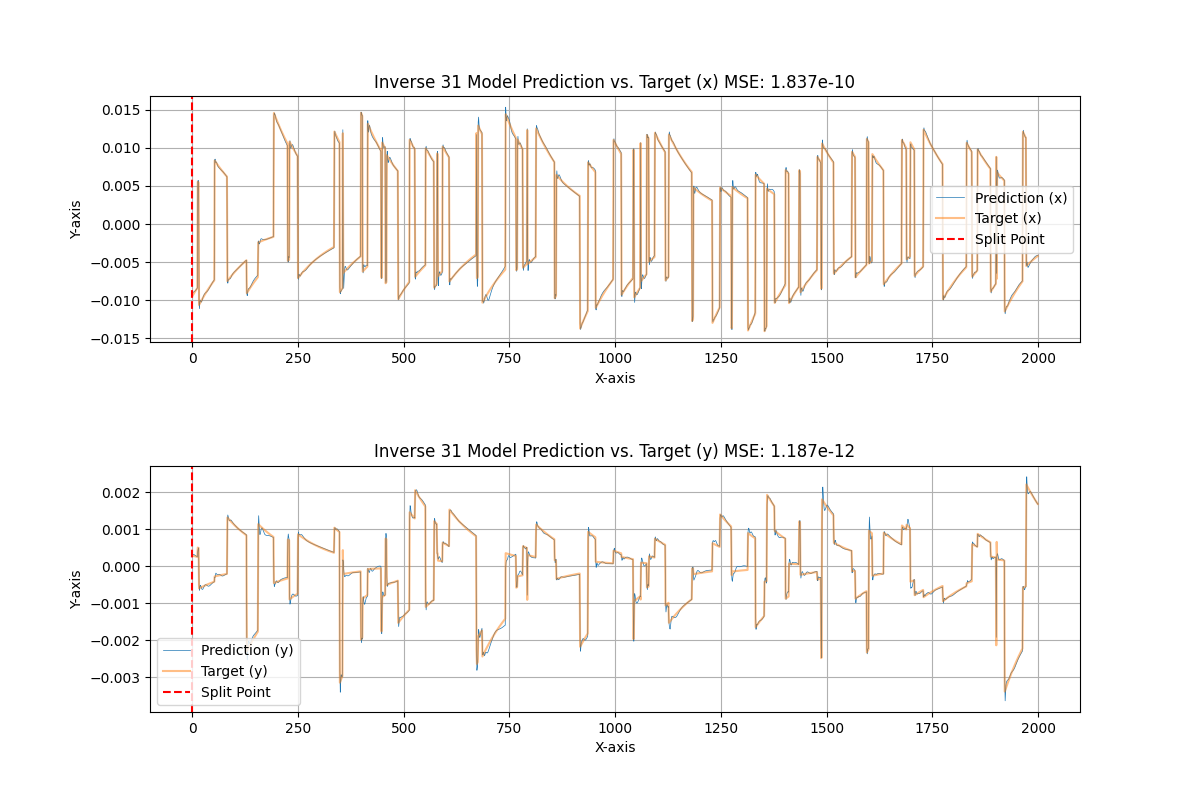 Inverse 31 Model Prediction vs. Target (x) MSE: 1.837e-10
0.015
0.010
0.005
0.000
−0.005
−0.010
−0.015
Y-axis
Prediction (x)
Target (x)
Split Point
0 250 500 750 1000 1250 1500 1750 2000
X-axis
Inverse 31 Model Prediction vs. Target (y) MSE: 1.187e-12
0.002
0.001
0.000
−0.001
−0.002
−0.003
Y-axis
Prediction (y)
Target (y)
Split Point
0 250 500 750 1000 1250 1500 1750 2000
X-axis